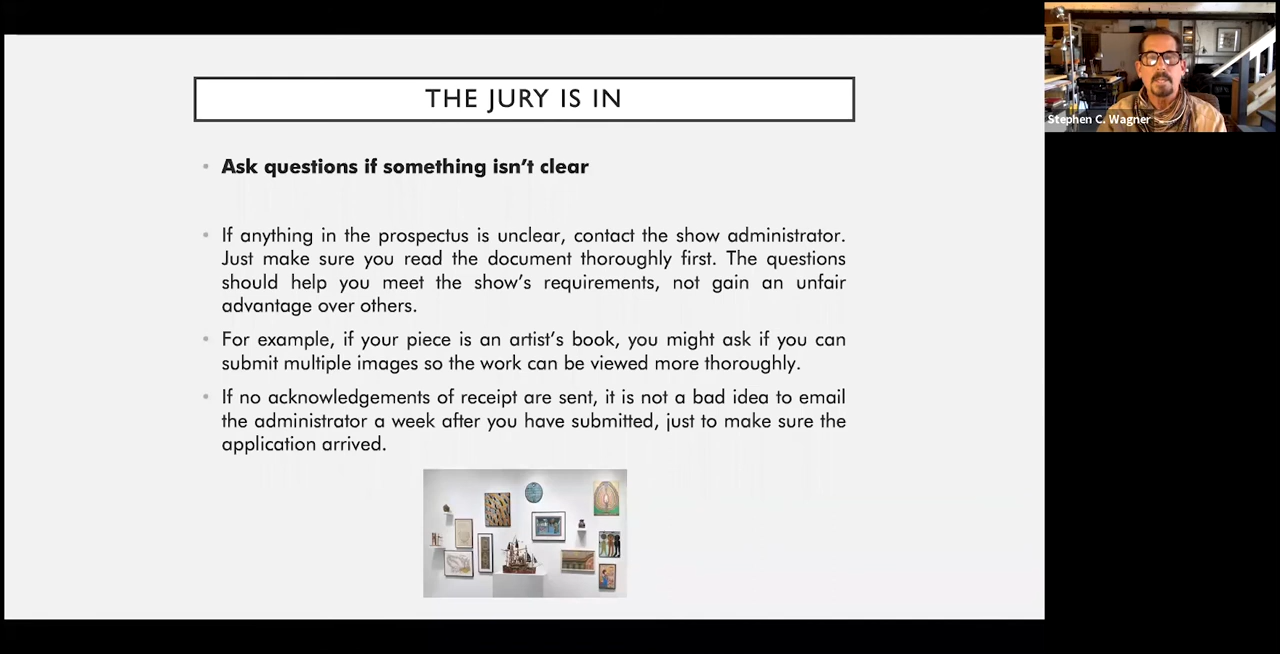 THE JURY IS IN
Stephen C. Wagner
• Ask questions if something isn't clear
• If anything in the prospectus is unclear, contact the show administrator.
Just make sure you read the document thoroughly first. The questions
should help you meet the show's requirements, not gain an unfair
advantage over others.
• For example, if your piece is an artist's book, you might ask if you can
submit multiple images so the work can be viewed more thoroughly.
• If no acknowledgements of receipt are sent, it is not a bad idea to email
the administrator a week after you have submitted, just to make sure the
application arrived.